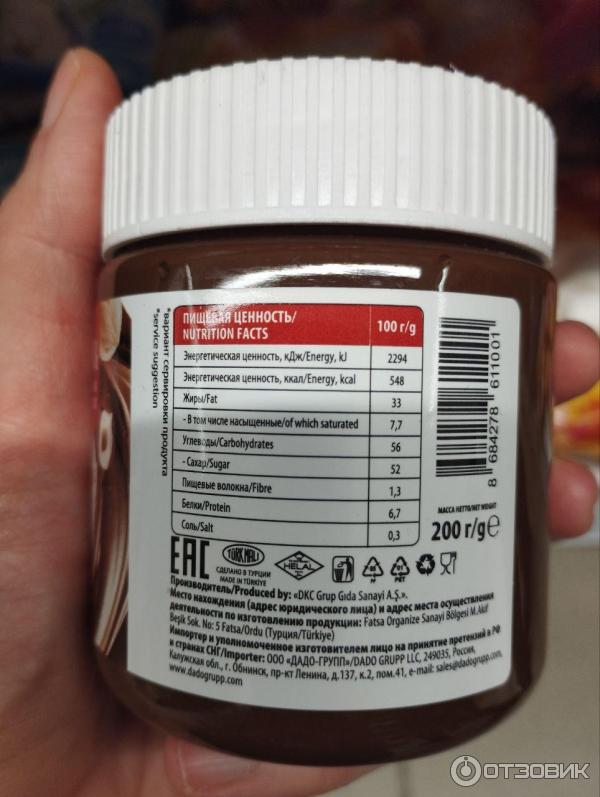 *вариант сервировки продукта
*service suggestion
ПИЩЕВАЯ ЦЕННОСТЬ/
NUTRITION FACTS 100 г/g
Энергетическая ценность, кДж/Energy, kJ 2294
Энергетическая ценность, ккал/Energy, kcal 548
Жиры/Fat 33
- В том числе насыщенные/of which saturated 7,7
Углеводы/Carbohydrates 56
- Сахар/Sugar 52
Пищевые волокна/Fibre 1,3
Белки/Protein 6,7
Соль/Salt 0,3
8 684278 611001
МАССА НЕТТО/NET WEIGHT
200 г/g e
EAC
TÜRK MALI
СДЕЛАНО В ТУРЦИИ
MADE IN TÜRKİYE
HELAL
PP
PET
Производитель/Produced by: «DKC Grup Gıda Sanayi A.Ş.».
Место нахождения (адрес юридического лица) и адрес места осуществления
деятельности по изготовлению продукции: Fatsa Organize Sanayi Bölgesi M.Akif
Beşik Sok. No: 5 Fatsa/Ordu (Турция/Türkiye)
Импортер и уполномоченное изготовителем лицо на принятие претензий в РФ
и странах СНГ/Importer: ООО «ДАДО-ГРУПП»/DADO GRUPP LLC, 249035, Россия,
Калужская обл., г. Обнинск, пр-кт Ленина, д.137, к.2, пом.41, e-mail: sales@dadogrupp.com,
www.dadogrupp.com
ОТЗОВИК